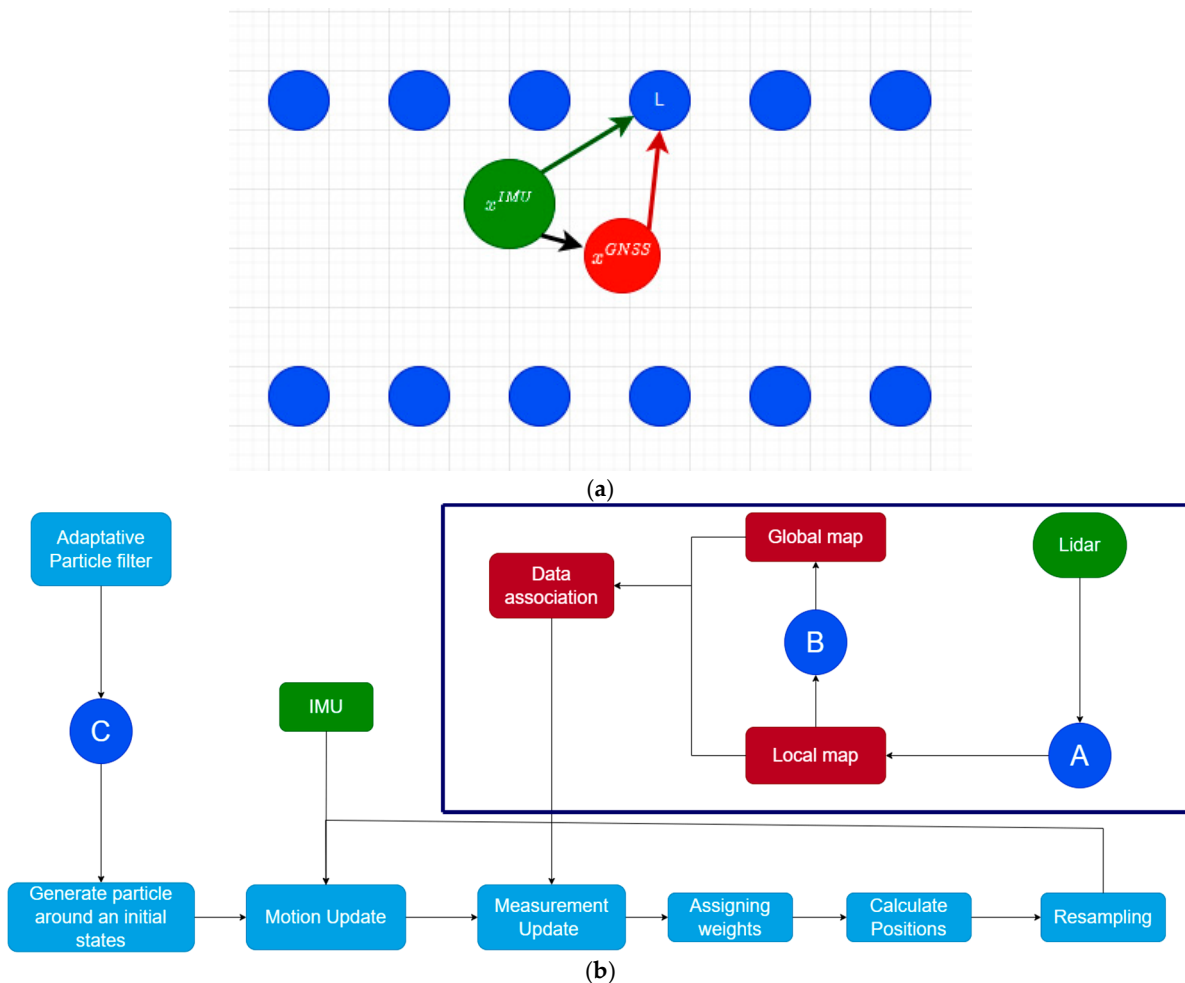 L
x^{IMU}
x^{GNSS}
(a)
Adaptative
Particle filter
Global map
Lidar
Data
association
B
C
IMU
Local map
A
Generate particle
around an initial
states
Motion Update
Measurement
Update
Assigning
weights
Calculate
Positions
Resampling
(b)